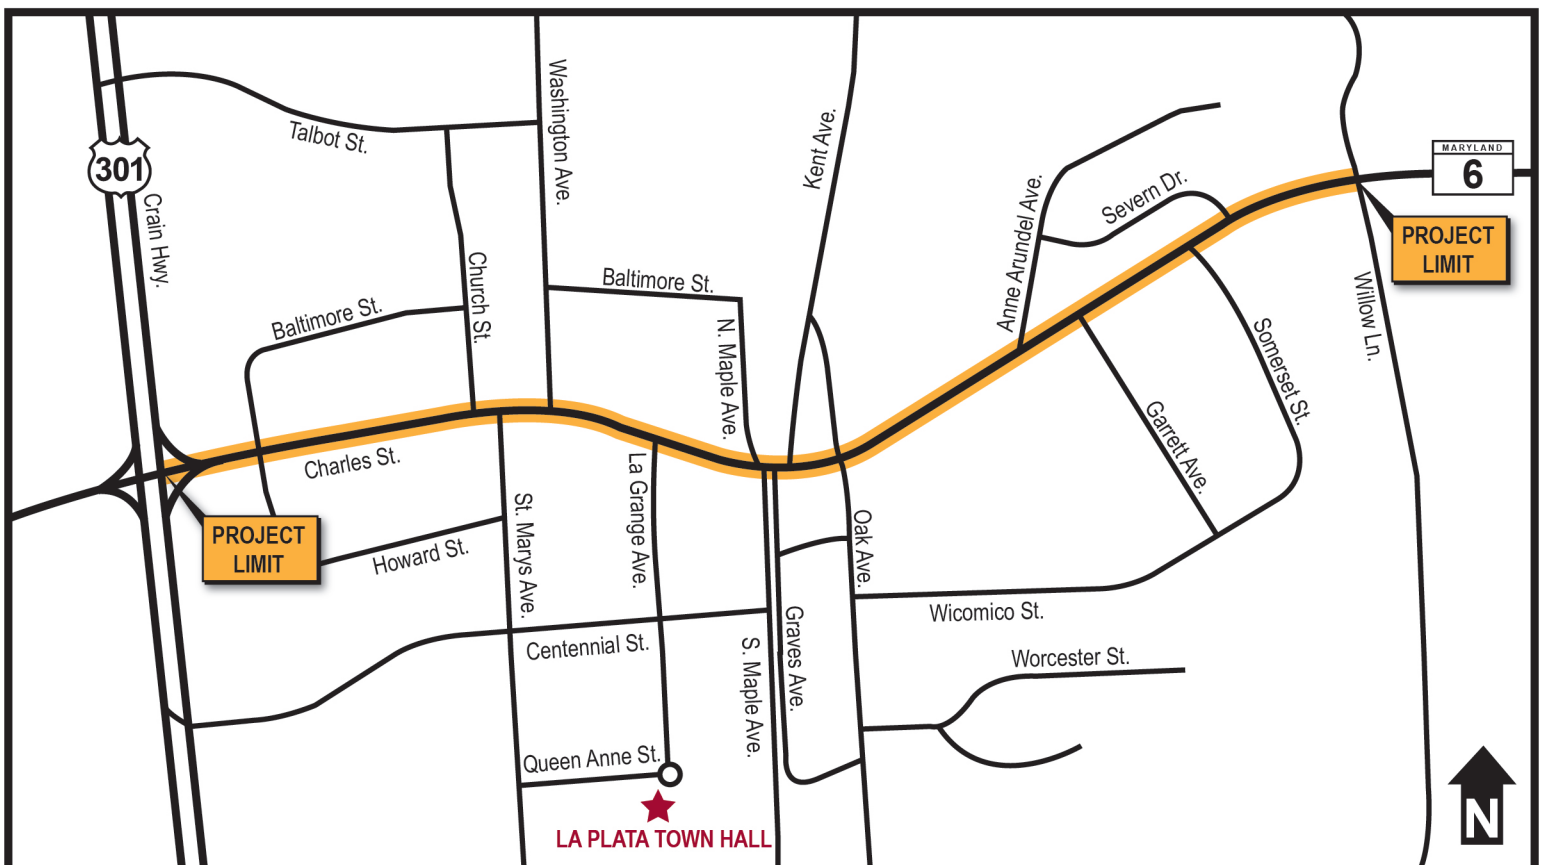 Talbot St.
Washington Ave.
Kent Ave.
MARYLAND
6
301
Crain Hwy.
Anne Arundel Ave.
Severn Dr.
PROJECT
LIMIT
Church St.
Baltimore St.
Baltimore St.
N. Maple Ave.
Willow Ln.
Somerset St.
Garrett Ave.
Charles St.
La Grange Ave.
PROJECT
LIMIT
Howard St.
St. Marys Ave.
Oak Ave.
Wicomico St.
Centennial St.
S. Maple Ave.
Graves Ave.
Worcester St.
Queen Anne St.
LA PLATA TOWN HALL
N